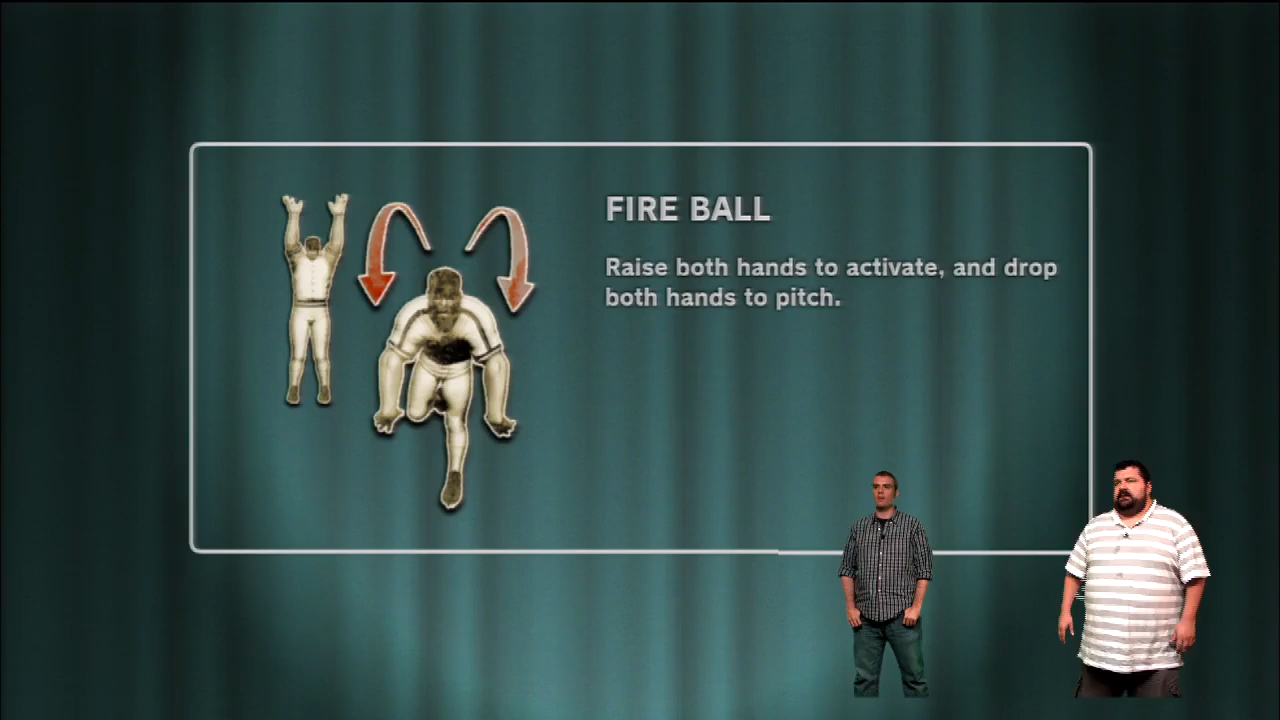 FIRE BALL
Raise both hands to activate, and drop
both hands to pitch.